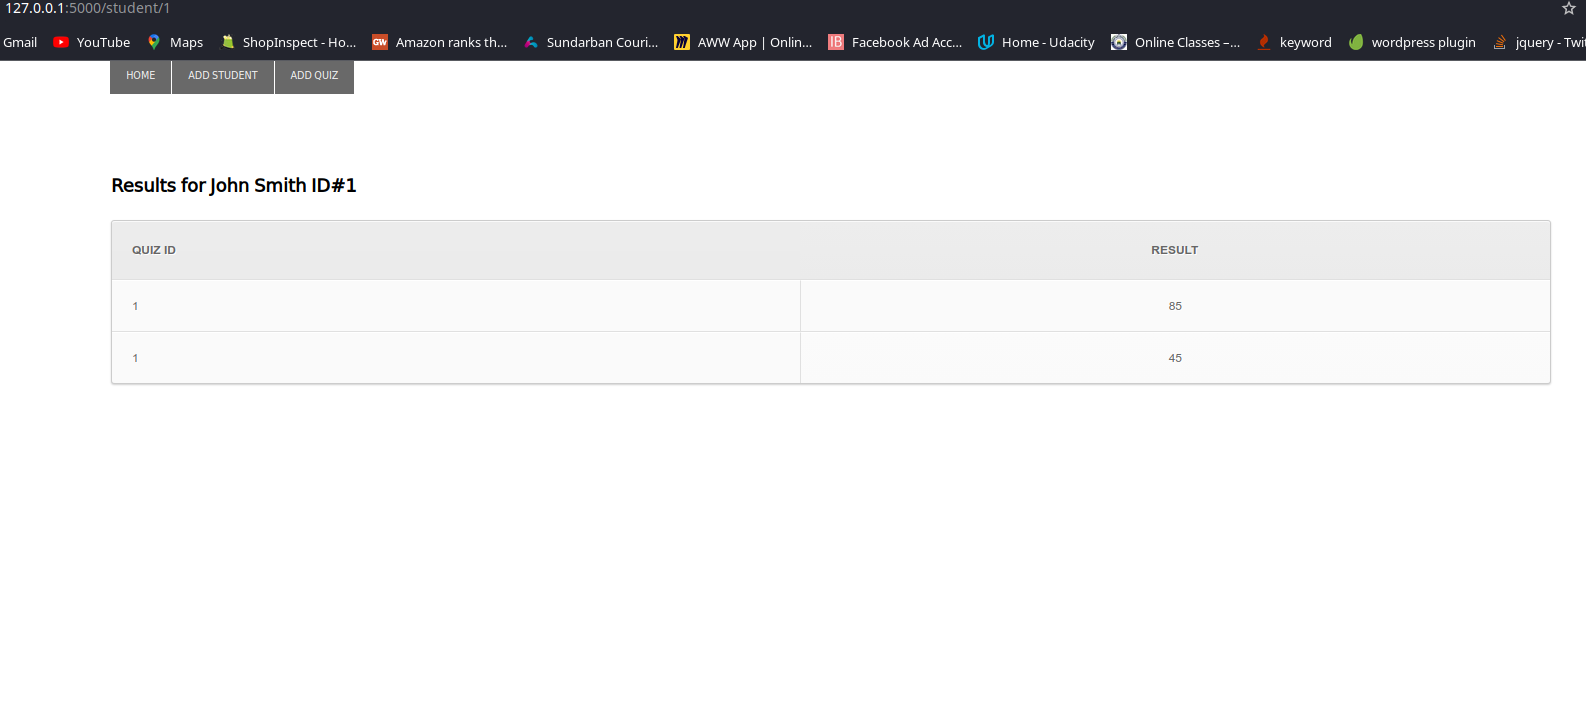 127.0.0.1:5000/student/1
Gmail YouTube Maps ShopInspect - Ho... GW Amazon ranks th... Sundarban Couri... AWW App | Onlin... IB Facebook Ad Acc... Home - Udacity Online Classes –... keyword wordpress plugin jquery - Twi
HOME ADD STUDENT ADD QUIZ
Results for John Smith ID#1
QUIZ ID RESULT
1 85
1 45